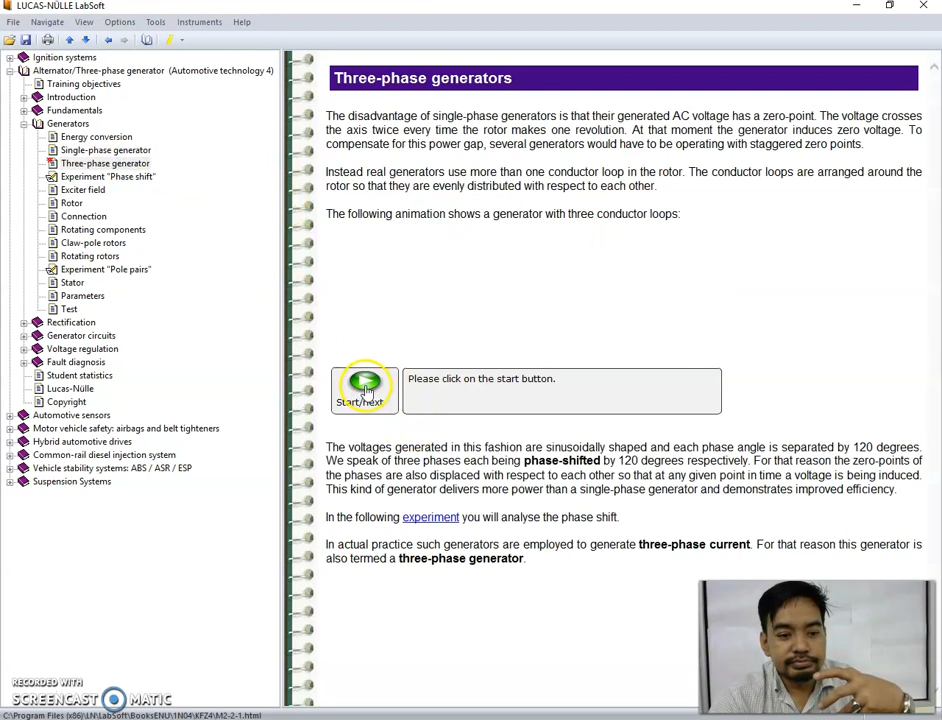 LUCAS-NÜLLE LabSoft
File Navigate View Options Tools Instruments Help
Ignition systems
Alternator/Three-phase generator (Automotive technology 4)
Training objectives
Introduction
Fundamentals
Generators
Energy conversion
Single-phase generator
Three-phase generator
Experiment "Phase shift"
Exciter field
Rotor
Connection
Rotating components
Claw-pole rotors
Rotating rotors
Experiment "Pole pairs"
Stator
Parameters
Test
Rectification
Generator circuits
Voltage regulation
Fault diagnosis
Student statistics
Lucas-Nülle
Copyright
Automotive sensors
Motor vehicle safety: airbags and belt tighteners
Hybrid automotive drives
Common-rail diesel injection system
Vehicle stability systems: ABS / ASR / ESP
Suspension Systems
Three-phase generators
The disadvantage of single-phase generators is that their generated AC voltage has a zero-point. The voltage crosses
the axis twice every time the rotor makes one revolution. At that moment the generator induces zero voltage. To
compensate for this power gap, several generators would have to be operating with staggered zero points.
Instead real generators use more than one conductor loop in the rotor. The conductor loops are arranged around the
rotor so that they are evenly distributed with respect to each other.
The following animation shows a generator with three conductor loops:
Start/next
Please click on the start button.
The voltages generated in this fashion are sinusoidally shaped and each phase angle is separated by 120 degrees.
We speak of three phases each being phase-shifted by 120 degrees respectively. For that reason the zero-points of
the phases are also displaced with respect to each other so that at any given point in time a voltage is being induced.
This kind of generator delivers more power than a single-phase generator and demonstrates improved efficiency.
In the following experiment you will analyse the phase shift.
In actual practice such generators are employed to generate three-phase current. For that reason this generator is
also termed a three-phase generator.
RECORDED WITH
SCREENCAST MATIC
C:\Program Files (x86)\LN\LabSoft\BooksENU\1N04\KFZ4\M2-2-1.html